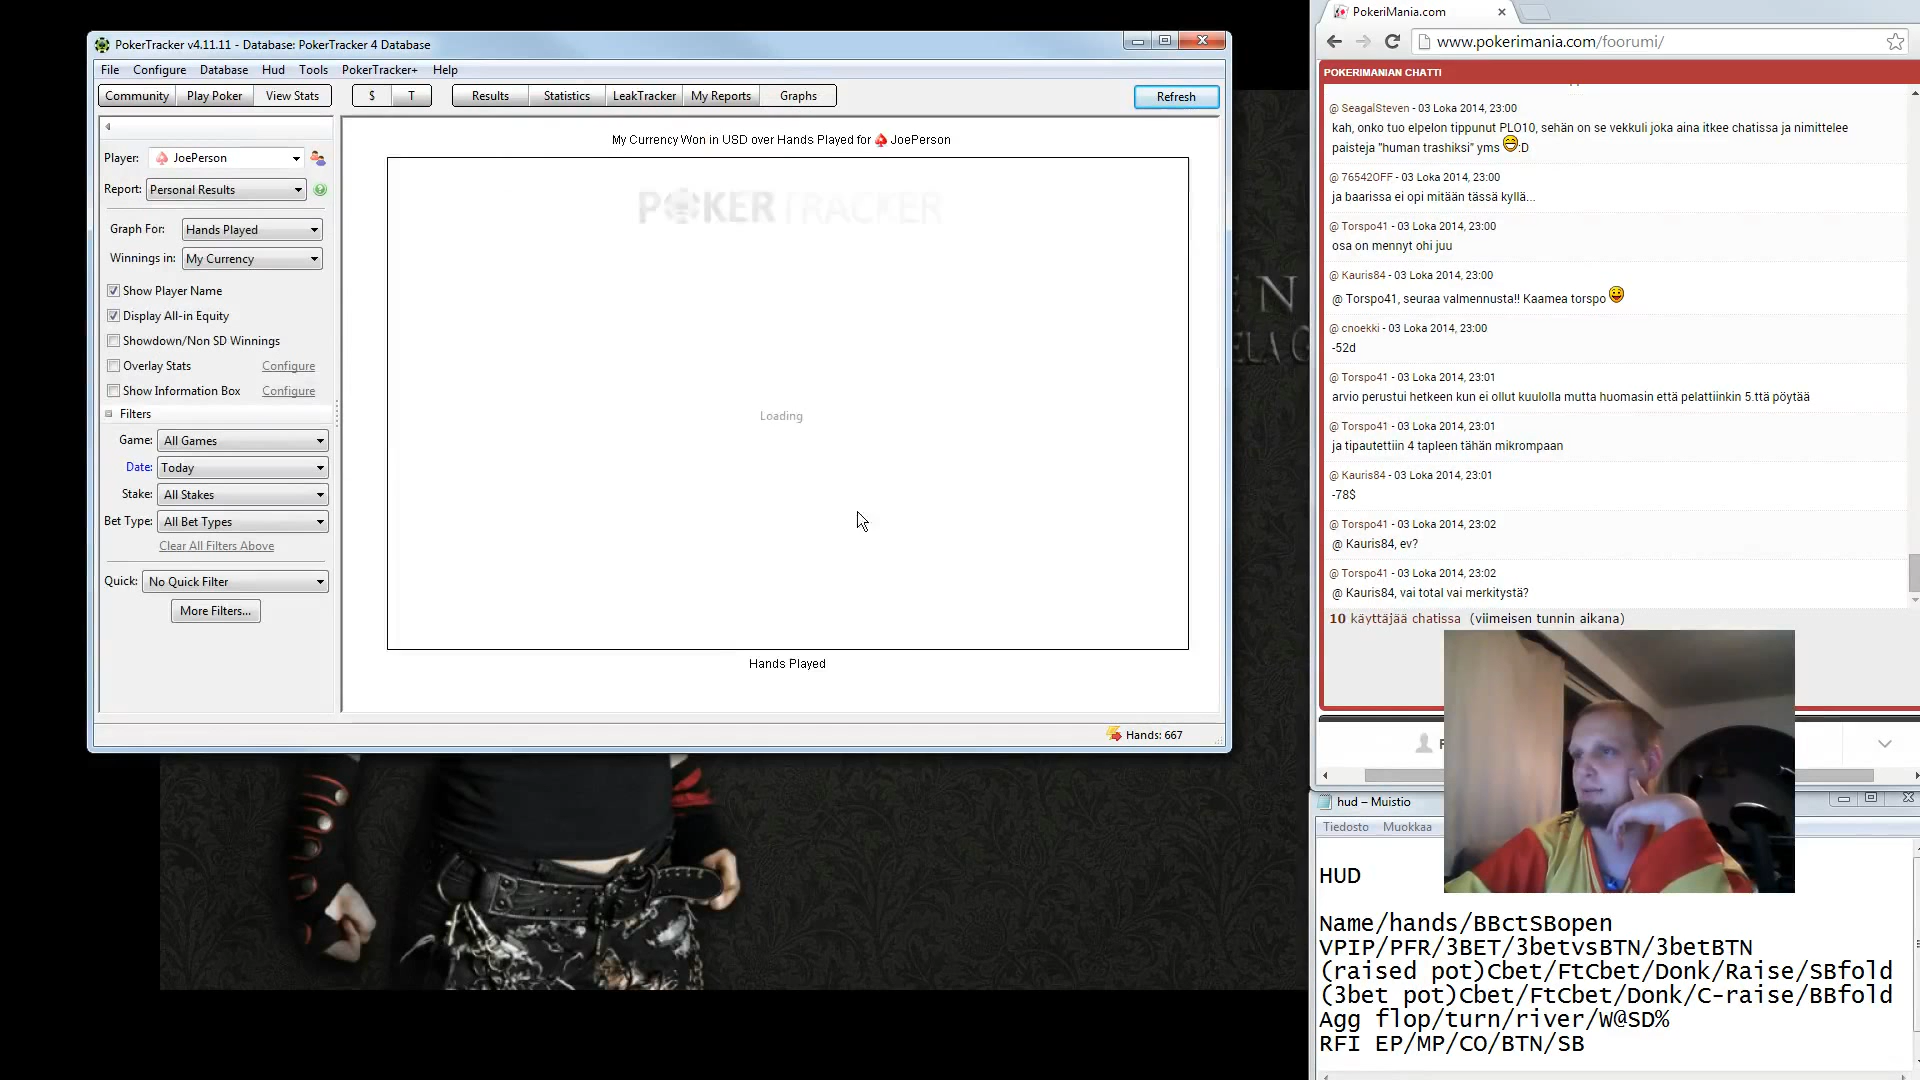 PokerTracker v4.11.11 - Database: PokerTracker 4 Database
File Configure Database Hud Tools PokerTracker+ Help
Community Play Poker View Stats $ T Results Statistics LeakTracker My Reports Graphs Refresh
Player: JoePerson
Report: Personal Results
Graph For: Hands Played
Winnings in: My Currency
Show Player Name
Display All-in Equity
Showdown/Non SD Winnings
Overlay Stats Configure
Show Information Box Configure
Filters
Game: All Games
Date: Today
Stake: All Stakes
Bet Type: All Bet Types
Clear All Filters Above
Quick: No Quick Filter
More Filters...
My Currency Won in USD over Hands Played for JoePerson
POKERTRACKER
Loading
Hands Played
Hands: 667
PokeriMania.com
www.pokerimania.com/foorumi/
POKERIMANIAN CHATTI
@ SeagalSteven - 03 Loka 2014, 23:00
kah, onko tuo elpelon tippunut PLO10, sehän on se vekkuli joka aina itkee chatissa ja nimittelee
paisteja "human trashiksi" yms :D
@ 76542OFF - 03 Loka 2014, 23:00
ja baarissa ei opi mitään tässä kyllä...
@ Torspo41 - 03 Loka 2014, 23:00
osa on mennyt ohi juu
@ Kauris84 - 03 Loka 2014, 23:00
@ Torspo41, seuraa valmennusta!! Kaamea torspo
@ cnoekki - 03 Loka 2014, 23:00
-52d
@ Torspo41 - 03 Loka 2014, 23:01
arvio perustui hetkeen kun ei ollut kuulolla mutta huomasin että pelattiinkin 5.ttä pöytää
@ Torspo41 - 03 Loka 2014, 23:01
ja tipautettiin 4 tapleen tähän mikrompaan
@ Kauris84 - 03 Loka 2014, 23:01
-78$
@ Torspo41 - 03 Loka 2014, 23:02
@ Kauris84, ev?
@ Torspo41 - 03 Loka 2014, 23:02
@ Kauris84, vai total vai merkitystä?
10 käyttäjää chatissa (viimeisen tunnin aikana)
hud – Muistio
Tiedosto Muokkaa
HUD
Name/hands/BBctSBopen
VPIP/PFR/3BET/3betvsBTN/3betBTN
(raised pot)Cbet/FtCbet/Donk/Raise/SBfold
(3bet pot)Cbet/FtCbet/Donk/C-raise/BBfold
Agg flop/turn/river/W@SD%
RFI EP/MP/CO/BTN/SB